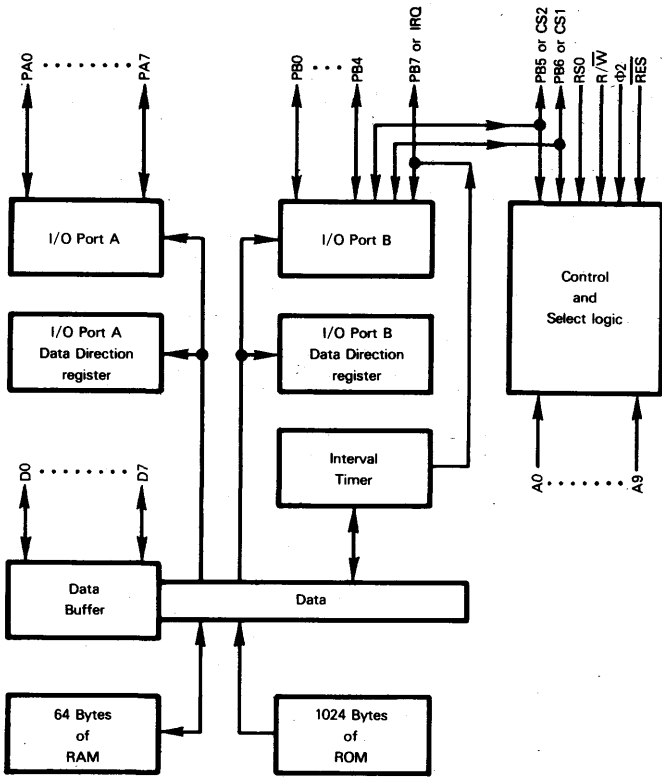 PA0 · · · · · · · · PA7
PB0 · · · · PB4
PB7 or IRQ
PB5 or CS2
PB6 or CS1
RS0
R/W̅
Φ2
R̅E̅S̅
I/O Port A
I/O Port B
Control
and
Select logic
I/O Port A
Data Direction
register
I/O Port B
Data Direction
register
D0 · · · · · · · · D7
Interval
Timer
A0 · · · · · · · · A9
Data
Buffer
Data
64 Bytes
of
RAM
1024 Bytes
of
ROM